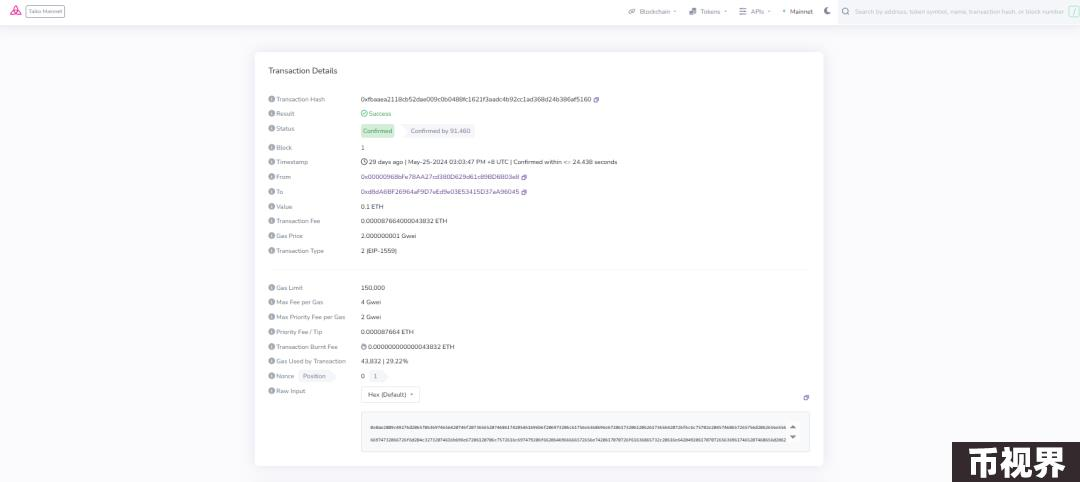 Taiko Mainnet
Blockchain
Tokens
APIs
Mainnet
Search by address, token symbol, name, transaction hash, or block number
/
Transaction Details
Transaction Hash 0xfbaaea2118cb52dae009c0b0488fc1621f3aadc4b92cc1ad368d24b386af5160
Result Success
Status Confirmed Confirmed by 91,460
Block 1
Timestamp 29 days ago | May-25-2024 03:03:47 PM +8 UTC | Confirmed within <= 24.438 seconds
From 0x00000968bFe78AA27cd380D629d61c89BD6B03e8
To 0xd8dA6BF26964aF9D7eEd9e03E53415D37aA96045
Value 0.1 ETH
Transaction Fee 0.000087664000043832 ETH
Gas Price 2.000000001 Gwei
Transaction Type 2 (EIP-1559)
Gas Limit 150,000
Max Fee per Gas 4 Gwei
Max Priority Fee per Gas 2 Gwei
Priority Fee / Tip 0.000087664 ETH
Transaction Burnt Fee 0.000000000000043832 ETH
Gas Used by Transaction 43,832 | 29.22%
Nonce Position 0 1
Raw Input Hex (Default)
币视界